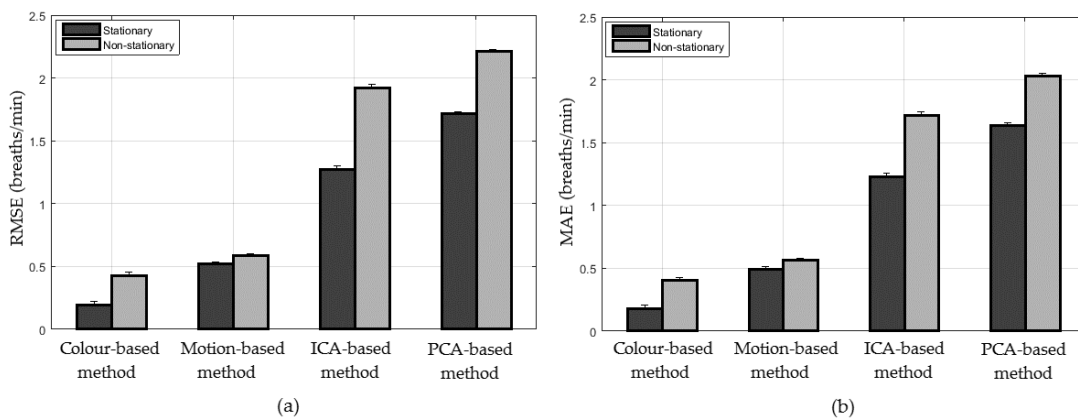 2.5
2
1.5
1
0.5
0
RMSE (breaths/min)
Stationary
Non-stationary
Colour-based
method
Motion-based
method
ICA-based
method
PCA-based
method
(a)
2.5
2
1.5
1
0.5
0
MAE (breaths/min)
Stationary
Non-stationary
Colour-based
method
Motion-based
method
ICA-based
method
PCA-based
method
(b)